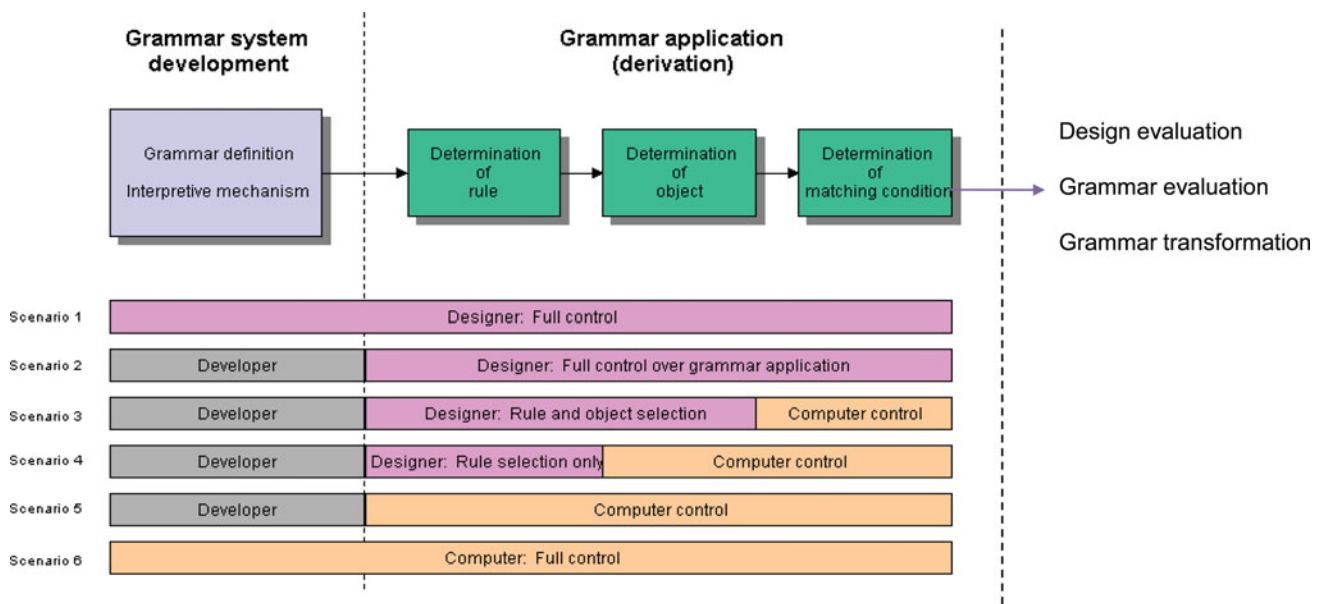 Grammar system
development
Grammar application
(derivation)
Grammar definition
Interpretive mechanism
Determination
of
rule
Determination
of
object
Determination
of
matching condition
Design evaluation
Grammar evaluation
Grammar transformation
Scenario 1
Designer: Full control
Scenario 2
Developer
Designer: Full control over grammar application
Scenario 3
Developer
Designer: Rule and object selection
Computer control
Scenario 4
Developer
Designer: Rule selection only
Computer control
Scenario 5
Developer
Computer control
Scenario 6
Computer: Full control